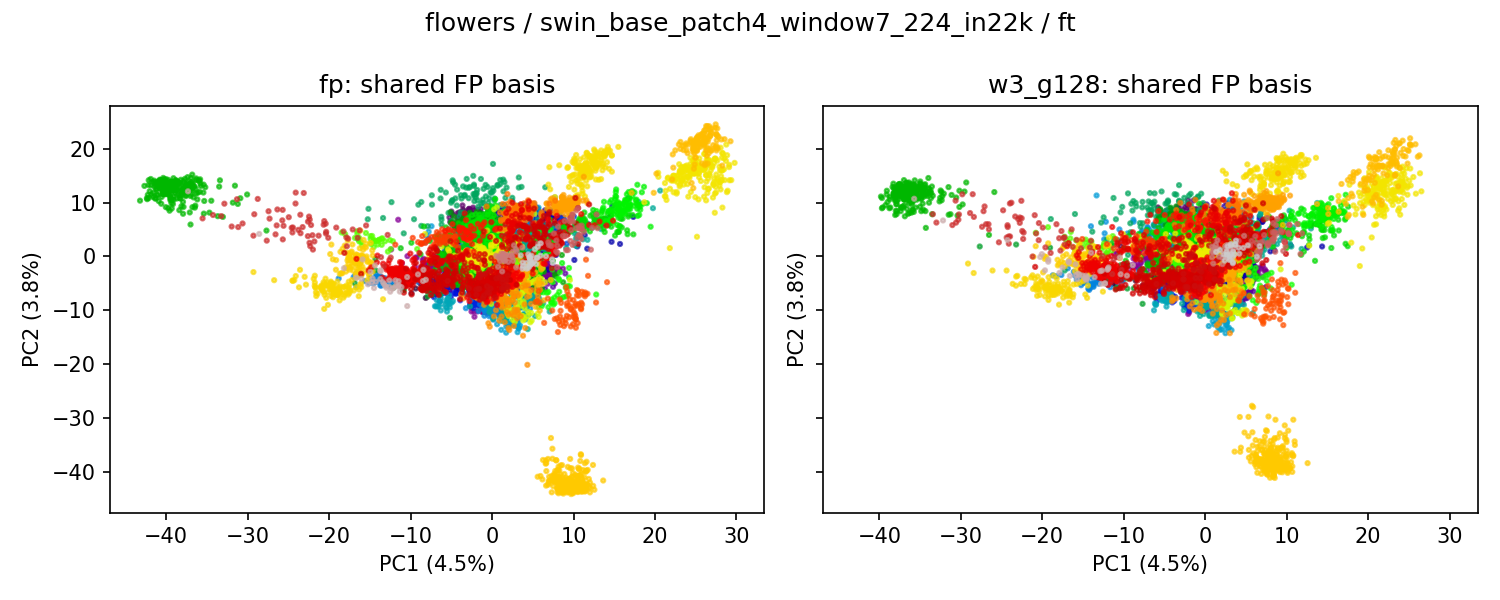 flowers / swin_base_patch4_window7_224_in22k / ft
fp: shared FP basis
w3_g128: shared FP basis
20
10
0
−10
−20
−30
−40
PC2 (3.8%)
PC2 (3.8%)
−40 −30 −20 −10 0 10 20 30
−40 −30 −20 −10 0 10 20 30
PC1 (4.5%)
PC1 (4.5%)